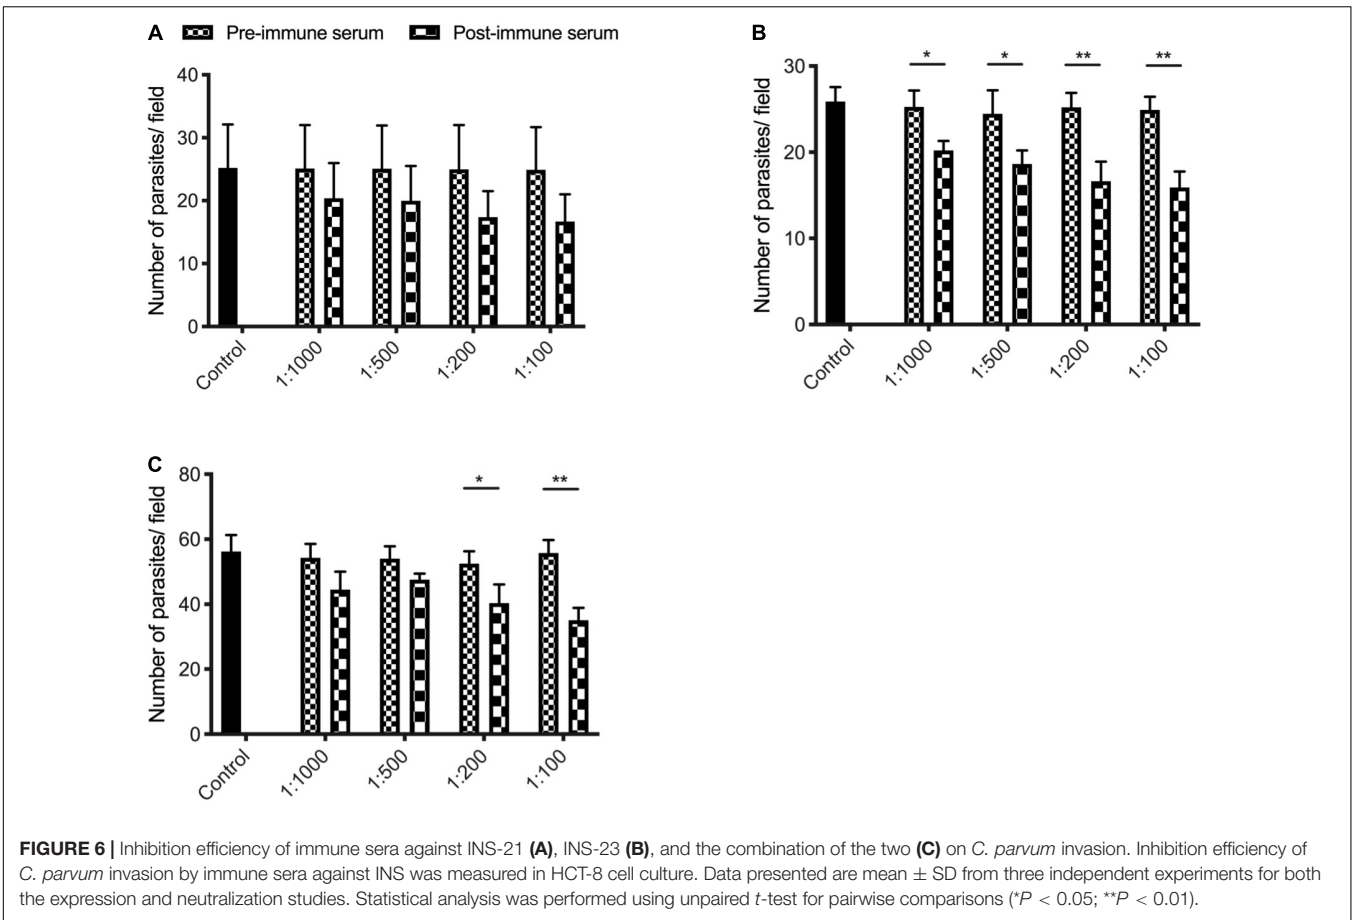 A Pre-immune serum Post-immune serum
Number of parasites/ field
40
30
20
10
0
Control 1:1000 1:500 1:200 1:100
B
Number of parasites/ field
* * ** **
30
20
10
0
Control 1:1000 1:500 1:200 1:100
C
Number of parasites/ field
* **
80
60
40
20
0
Control 1:1000 1:500 1:200 1:100
FIGURE 6 | Inhibition efficiency of immune sera against INS-21 (A), INS-23 (B), and the combination of the two (C) on C. parvum invasion. Inhibition efficiency of
C. parvum invasion by immune sera against INS was measured in HCT-8 cell culture. Data presented are mean ± SD from three independent experiments for both
the expression and neutralization studies. Statistical analysis was performed using unpaired t-test for pairwise comparisons (*P < 0.05; **P < 0.01).